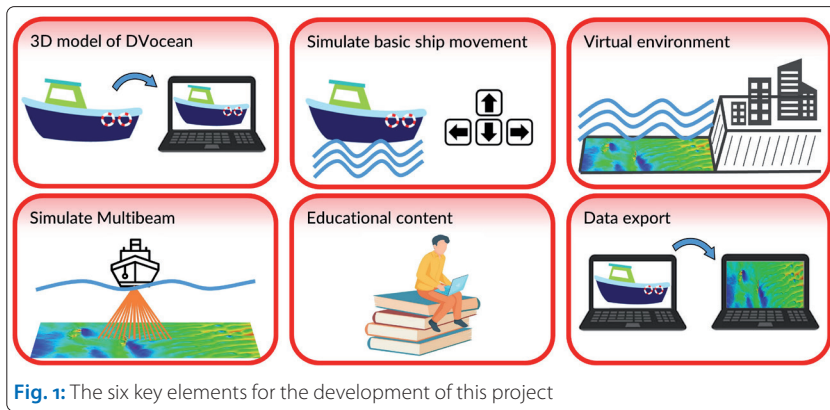 3D model of DVocean
Simulate basic ship movement
Virtual environment
Simulate Multibeam
Educational content
Data export
Fig. 1: The six key elements for the development of this project